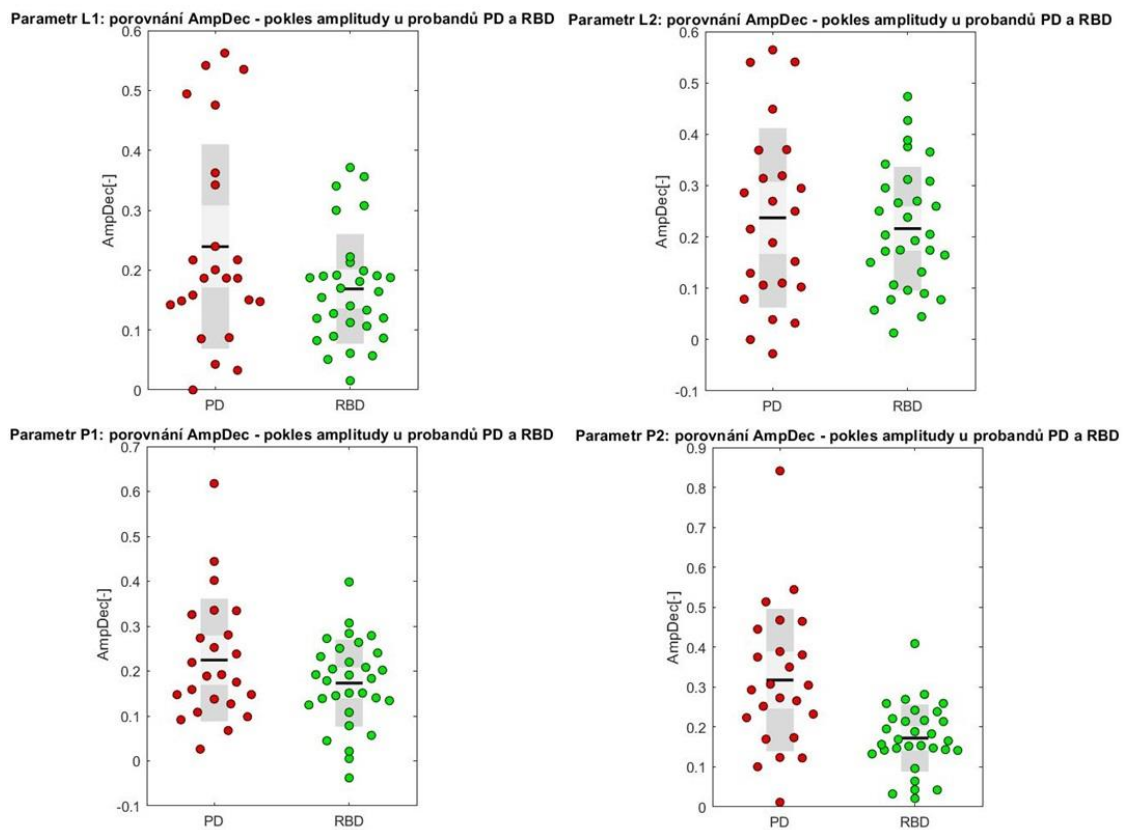 Parametr L1: porovnání AmpDec - pokles amplitudy u probandů PD a RBD
0.6
0.5
0.4
0.3
0.2
0.1
0
AmpDec[-]
PD
RBD
Parametr L2: porovnání AmpDec - pokles amplitudy u probandů PD a RBD
0.6
0.5
0.4
0.3
0.2
0.1
0
-0.1
AmpDec[-]
PD
RBD
Parametr P1: porovnání AmpDec - pokles amplitudy u probandů PD a RBD
0.7
0.6
0.5
0.4
0.3
0.2
0.1
0
-0.1
AmpDec[-]
PD
RBD
Parametr P2: porovnání AmpDec - pokles amplitudy u probandů PD a RBD
0.9
0.8
0.7
0.6
0.5
0.4
0.3
0.2
0.1
0
AmpDec[-]
PD
RBD